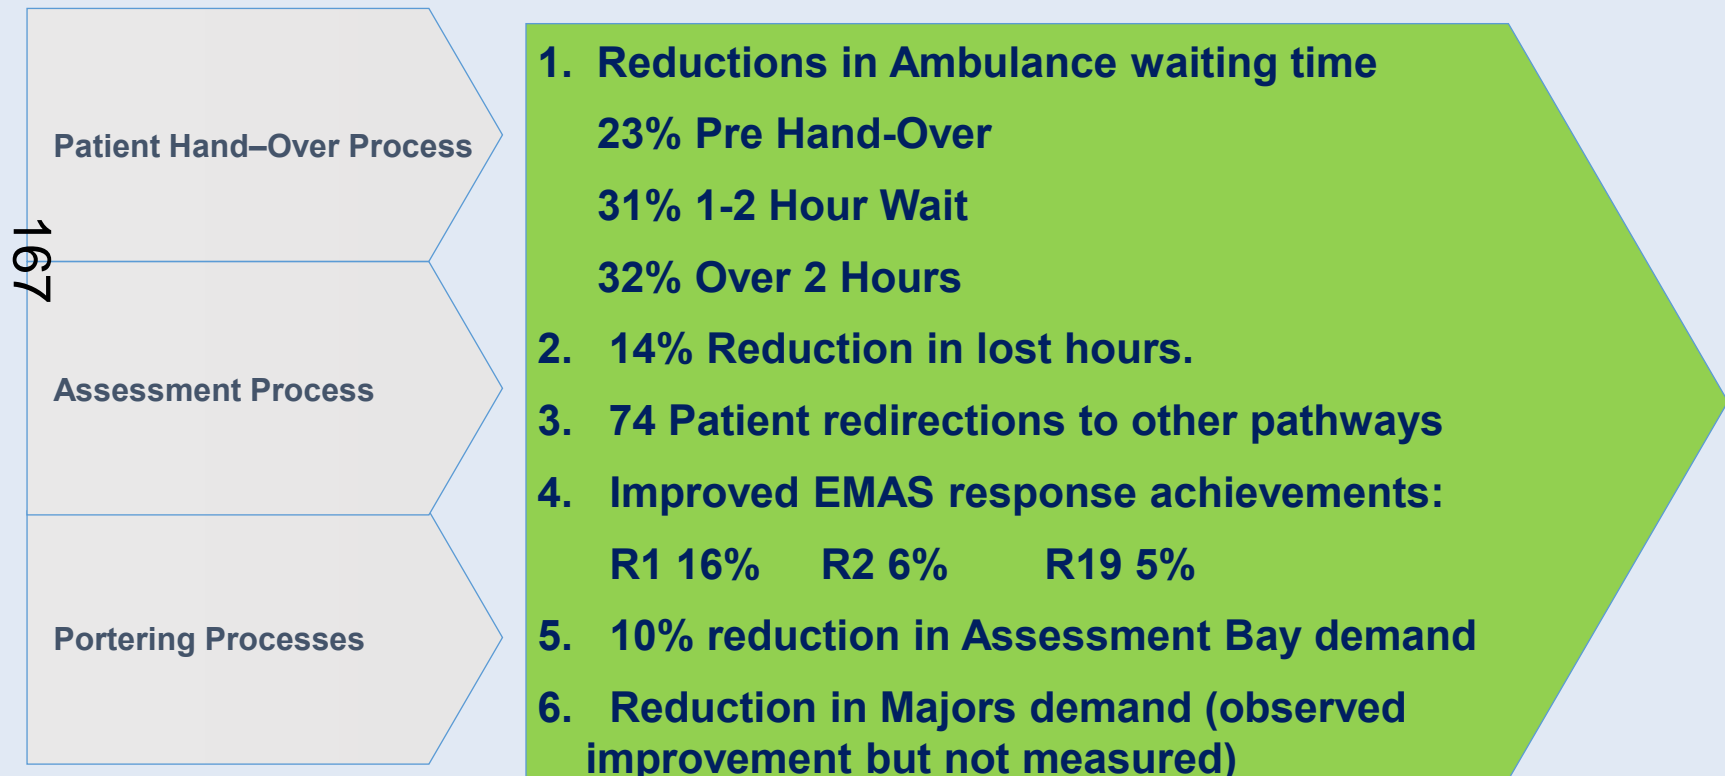 Patient Hand–Over Process
167
Assessment Process
Portering Processes
1. Reductions in Ambulance waiting time
23% Pre Hand-Over
31% 1-2 Hour Wait
32% Over 2 Hours
2. 14% Reduction in lost hours.
3. 74 Patient redirections to other pathways
4. Improved EMAS response achievements:
R1 16% R2 6% R19 5%
5. 10% reduction in Assessment Bay demand
6. Reduction in Majors demand (observed
improvement but not measured)